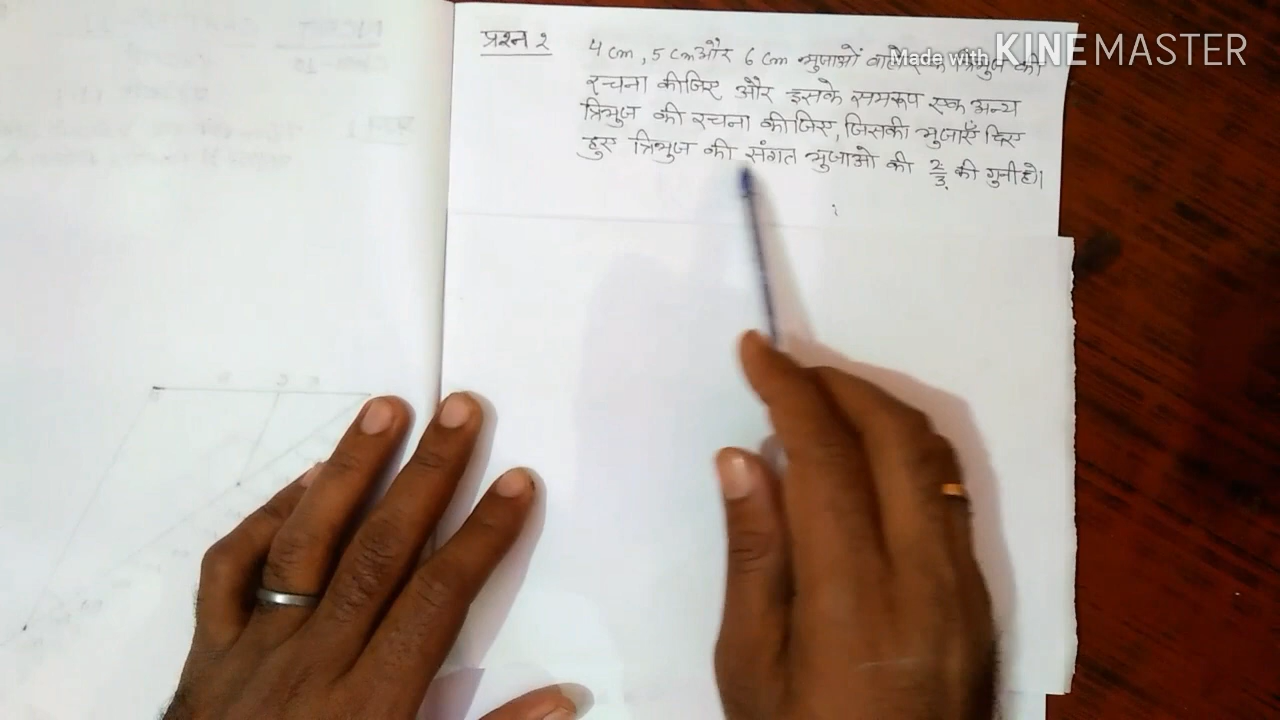 प्रश्न २
4 cm, 5 cm और 6 cm भुजाओं वाले एक त्रिभुज की
रचना कीजिए और इसके समरूप एक अन्य
त्रिभुज की रचना कीजिए, जिसकी भुजाएँ दिए
हुए त्रिभुज की संगत भुजाओ की 2/3 की गुनी हो।
Made with KINEMASTER